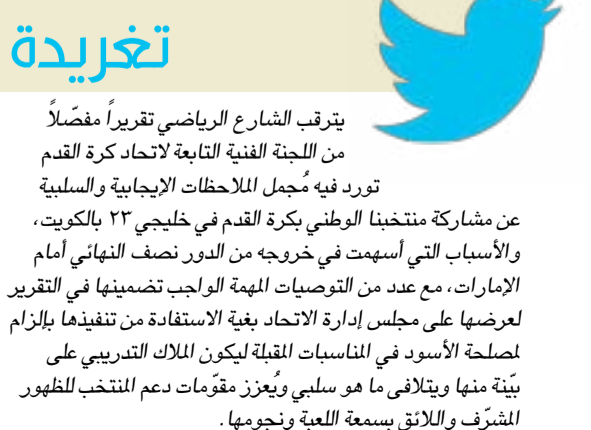 تغريدة
يترقب الشارع الرياضي تقريراً مفصّلاً
من اللجنة الفنية التابعة لاتحاد كرة القدم
تورد فيه مُجمل الملاحظات الإيجابية والسلبية
عن مشاركة منتخبنا الوطني بكرة القدم في خليجي ٢٣ بالكويت،
والأسباب التي أسهمت في خروجه من الدور نصف النهائي أمام
الإمارات، مع عدد من التوصيات المهمة الواجب تضمينها في التقرير
لعرضها على مجلس إدارة الاتحاد بغية الاستفادة من تنفيذها بإلزام
لمصلحة الأسود في المناسبات المقبلة ليكون الملاك التدريبي على
بيّنة منها ويتلافى ما هو سلبي ويُعزز مقوّمات دعم المنتخب للظهور
المشرّف واللائق بسمعة اللعبة ونجومها.